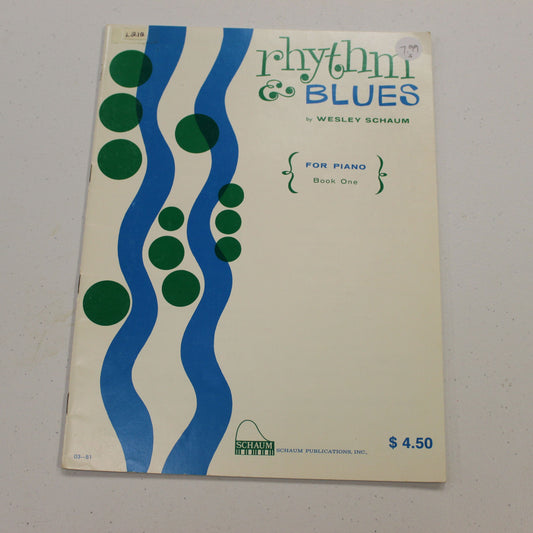 rhythm
& BLUES
by WESLEY SCHAUM
FOR PIANO
Book One
$ 4.50
SCHAUM
SCHAUM PUBLICATIONS, INC.
03-81